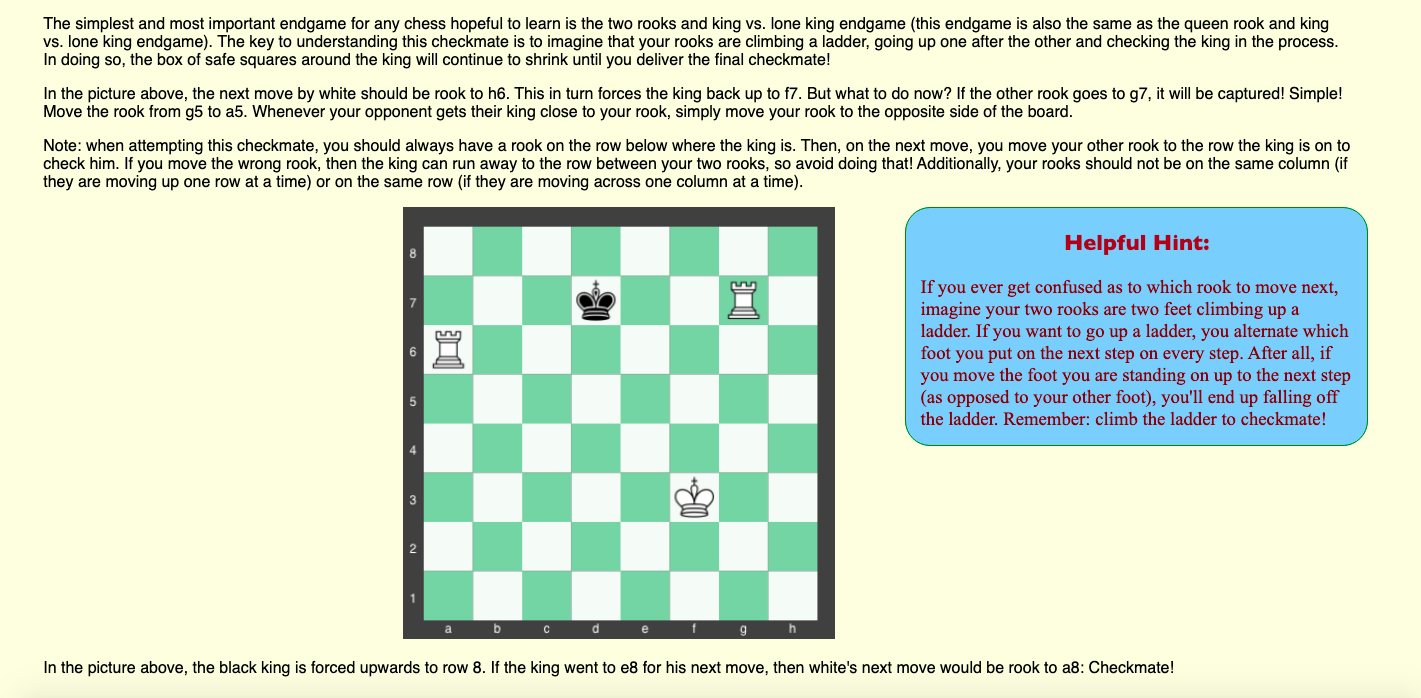 The simplest and most important endgame for any chess hopeful to learn is the two rooks and king vs. lone king endgame (this endgame is also the same as the queen rook and king
vs. lone king endgame). The key to understanding this checkmate is to imagine that your rooks are climbing a ladder, going up one after the other and checking the king in the process.
In doing so, the box of safe squares around the king will continue to shrink until you deliver the final checkmate!
In the picture above, the next move by white should be rook to h6. This in turn forces the king back up to f7. But what to do now? If the other rook goes to g7, it will be captured! Simple!
Move the rook from g5 to a5. Whenever your opponent gets their king close to your rook, simply move your rook to the opposite side of the board.
Note: when attempting this checkmate, you should always have a rook on the row below where the king is. Then, on the next move, you move your other rook to the row the king is on to
check him. If you move the wrong rook, then the king can run away to the row between your two rooks, so avoid doing that! Additionally, your rooks should not be on the same column (if
they are moving up one row at a time) or on the same row (if they are moving across one column at a time).
8
7
6
5
4
3
2
1
a b c d e f g h
Helpful Hint:
If you ever get confused as to which rook to move next,
imagine your two rooks are two feet climbing up a
ladder. If you want to go up a ladder, you alternate which
foot you put on the next step on every step. After all, if
you move the foot you are standing on up to the next step
(as opposed to your other foot), you'll end up falling off
the ladder. Remember: climb the ladder to checkmate!
In the picture above, the black king is forced upwards to row 8. If the king went to e8 for his next move, then white's next move would be rook to a8: Checkmate!